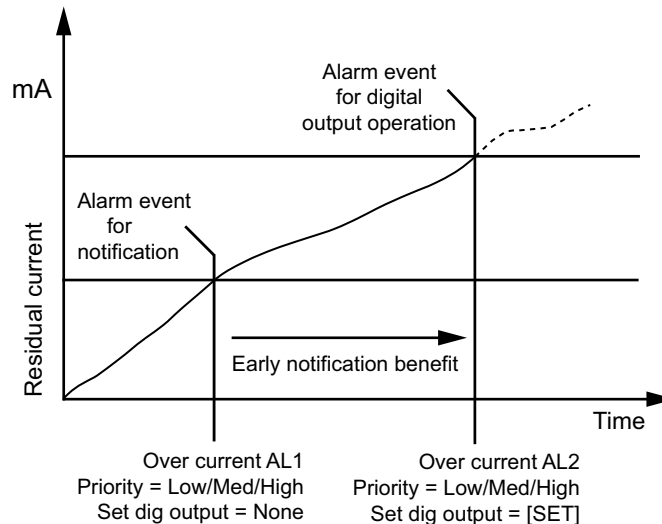 mA
Alarm event
for digital
output operation
Alarm event
for
notification
Residual current
Early notification benefit
Time
Over current AL1
Priority = Low/Med/High
Set dig output = None
Over current AL2
Priority = Low/Med/High
Set dig output = [SET]